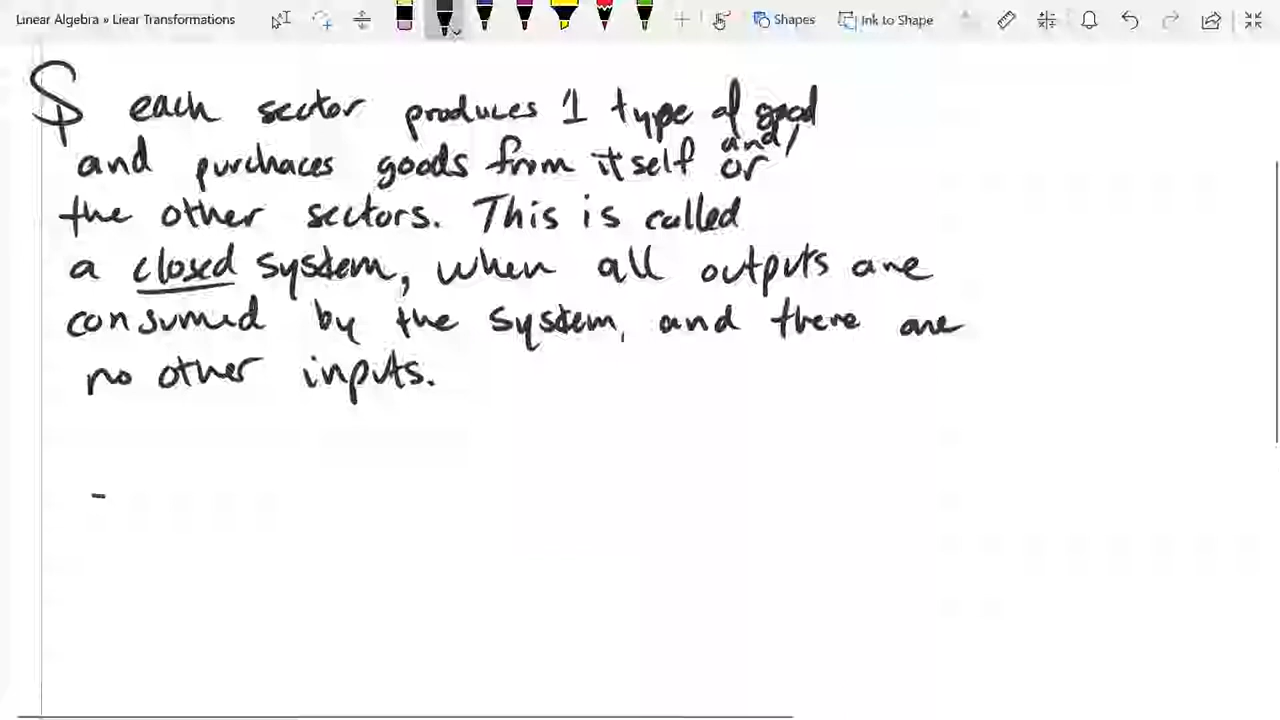 Linear Algebra » Liear Transformations
Shapes
Ink to Shape
$ each sector produces 1 type of good
and purchaces goods from itself and/or
the other sectors. This is called
a closed system, when all outputs are
consumed by the system, and there are
no other inputs.
-